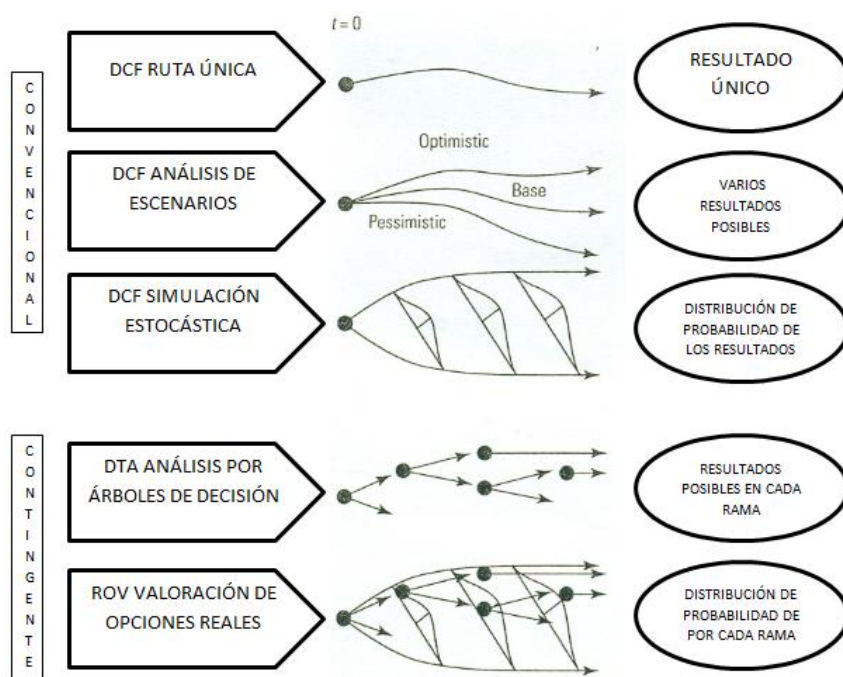 t = 0
CONVENCIONAL
DCF RUTA ÚNICA
RESULTADO
ÚNICO
DCF ANÁLISIS DE
ESCENARIOS
Optimistic
Base
Pessimistic
VARIOS
RESULTADOS
POSIBLES
DCF SIMULACIÓN
ESTOCÁSTICA
DISTRIBUCIÓN DE
PROBABILIDAD DE
LOS RESULTADOS
CONTINGENTE
DTA ANÁLISIS POR
ÁRBOLES DE DECISIÓN
RESULTADOS
POSIBLES EN CADA
RAMA
ROV VALORACIÓN DE
OPCIONES REALES
DISTRIBUCIÓN DE
PROBABILIDAD DE
POR CADA RAMA